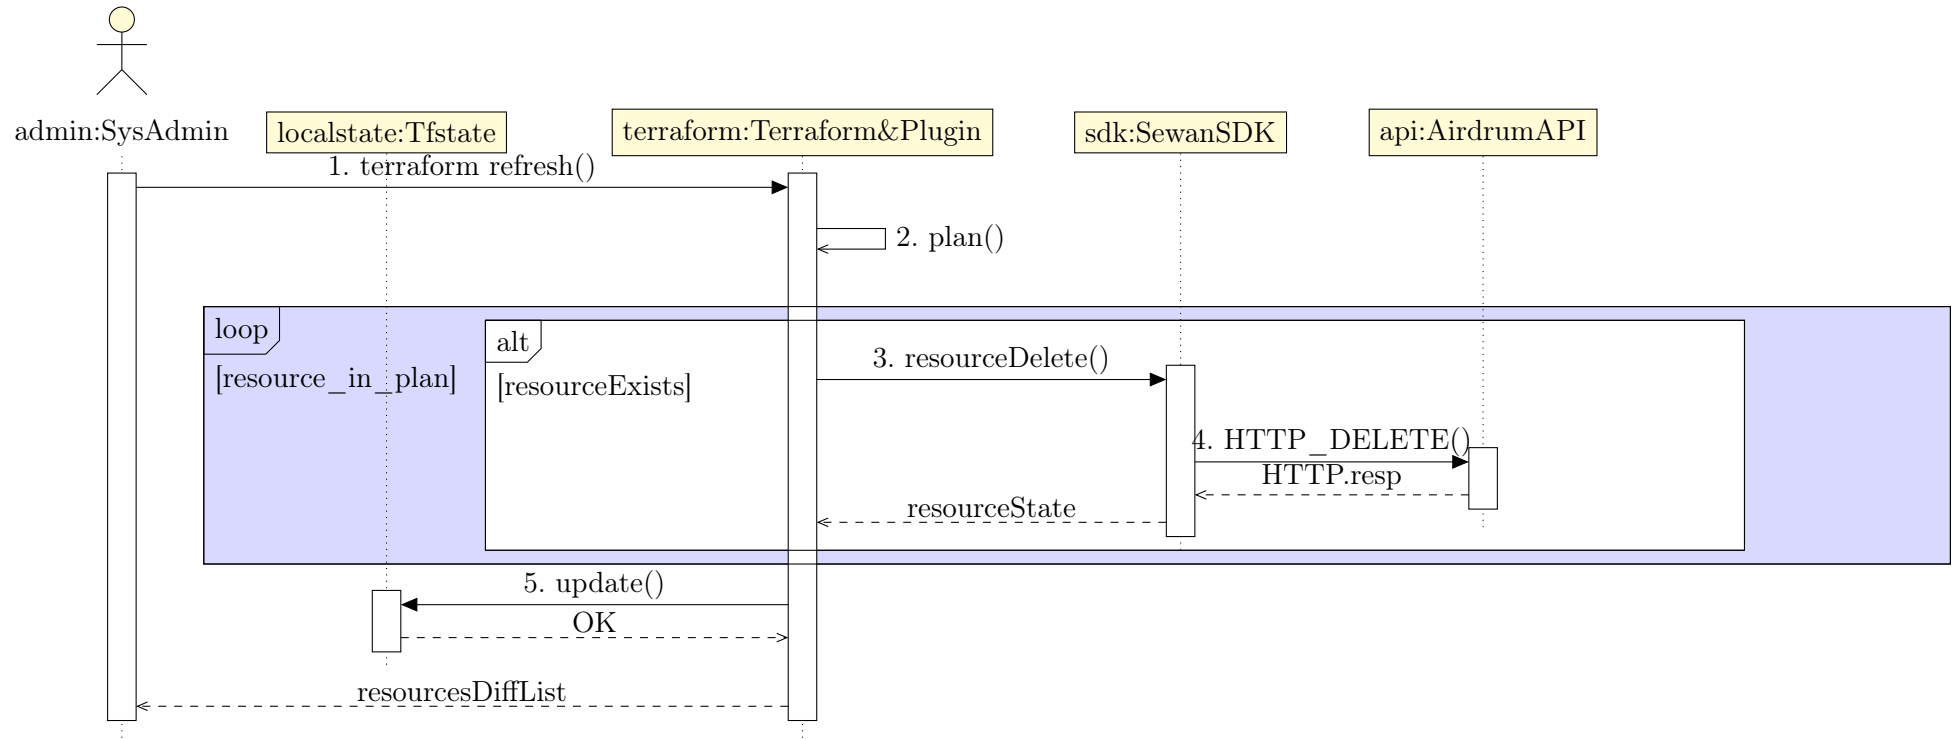 admin:SysAdmin
localstate:Tfstate
terraform:Terraform&Plugin
sdk:SewanSDK
api:AirdrumAPI
1. terraform refresh()
2. plan()
loop
[resource_in_plan]
alt
[resourceExists]
3. resourceDelete()
4. HTTP_DELETE()
HTTP.resp
resourceState
5. update()
OK
resourcesDiffList